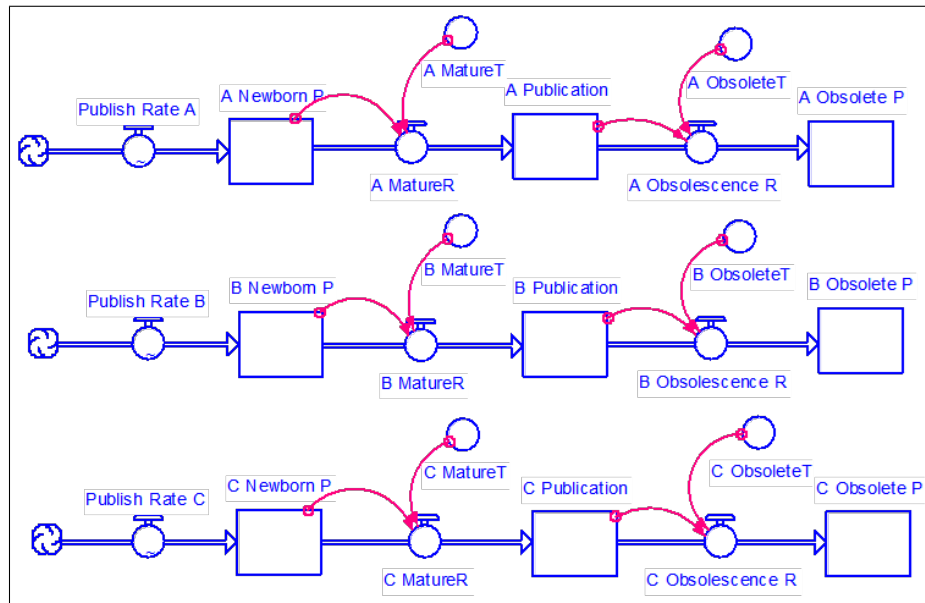 A MatureT
A Newborn P
A Publication
A ObsoleteT
A Obsolete P
Publish Rate A
A MatureR
A Obsolescence R
B MatureT
B Newborn P
B Publication
B ObsoleteT
B Obsolete P
Publish Rate B
B MatureR
B Obsolescence R
C MatureT
C Newborn P
C Publication
C ObsoleteT
C Obsolete P
Publish Rate C
C MatureR
C Obsolescence R